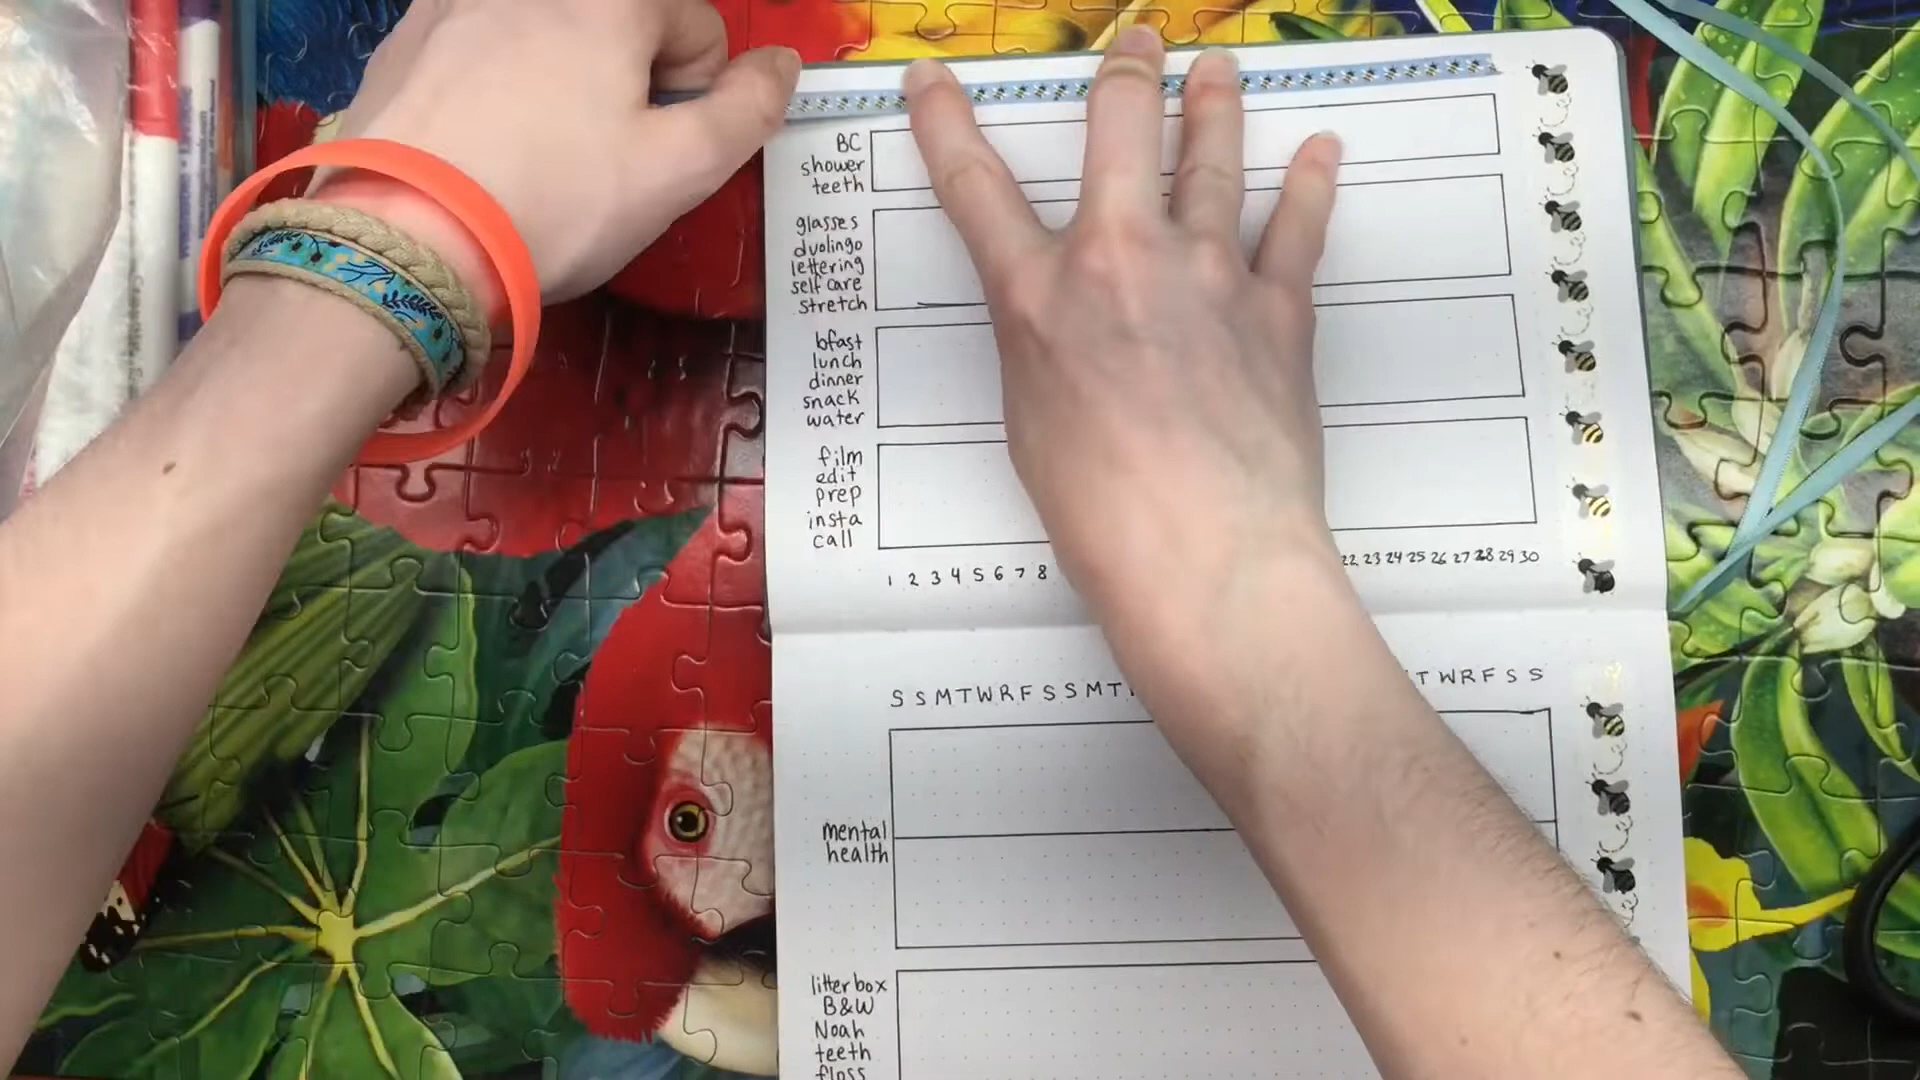 BC
shower
teeth
glasses
duolingo
lettering
self care
stretch
bfast
lunch
dinner
snack
water
film
edit
prep
insta
call
1 2 3 4 5 6 7 8 22 23 24 25 26 27 28 29 30
S S M T W R F S S M T T W R F S S
mental
health
litter box
B&W
Noah
teeth
floss